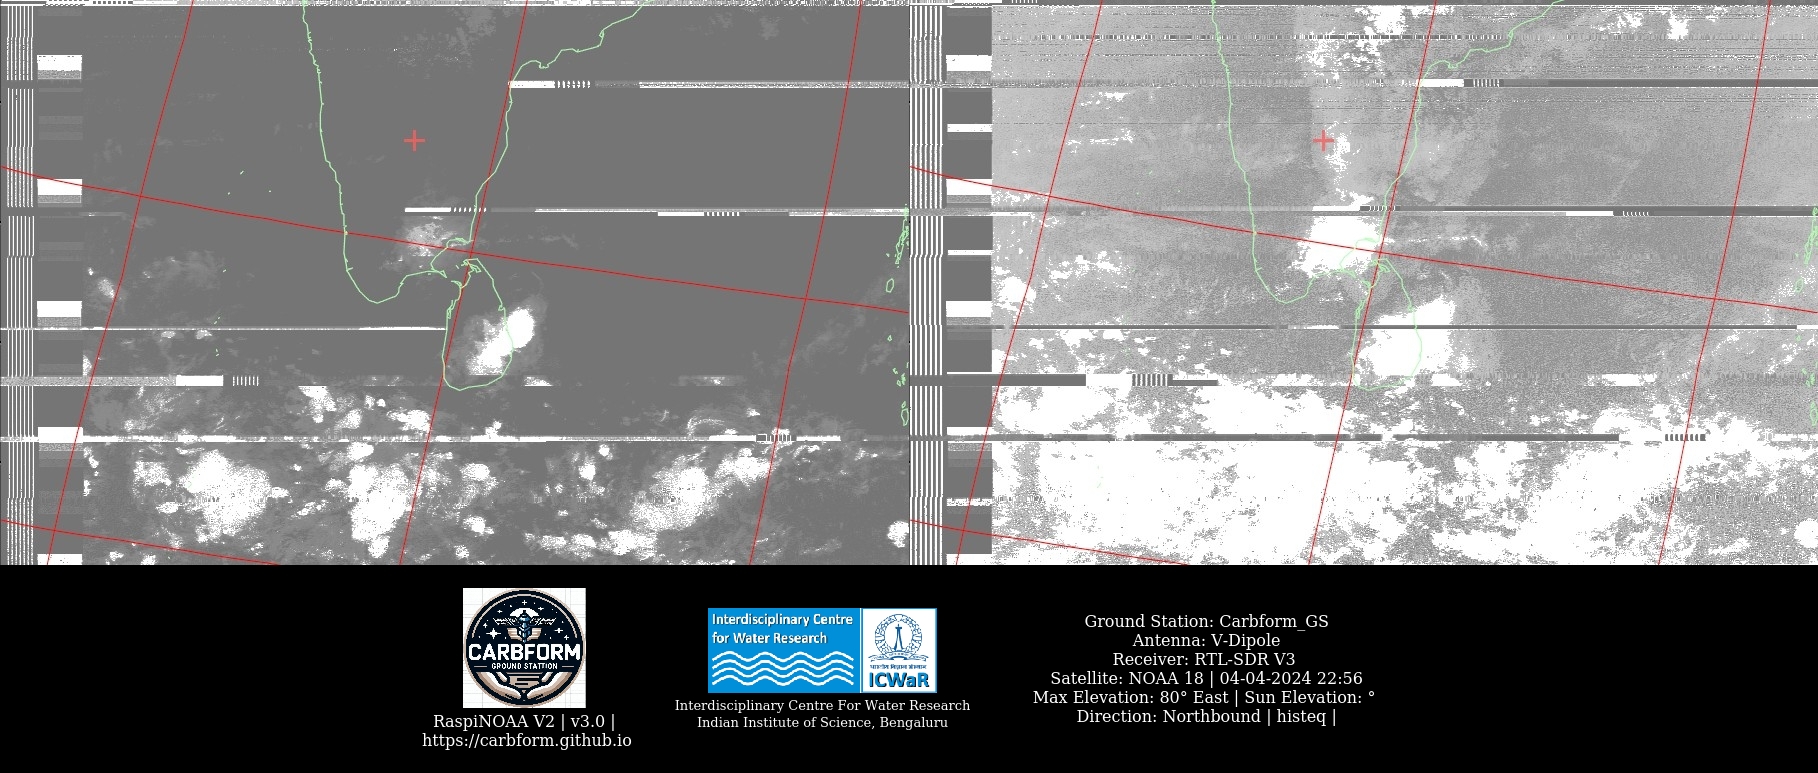 CARBFORM
GROUND STATION
RaspiNOAA V2 | v3.0 |
https://carbform.github.io
Interdisciplinary Centre
for Water Research
ICWaR
Interdisciplinary Centre For Water Research
Indian Institute of Science, Bengaluru
Ground Station: Carbform_GS
Antenna: V-Dipole
Receiver: RTL-SDR V3
Satellite: NOAA 18 | 04-04-2024 22:56
Max Elevation: 80° East | Sun Elevation: °
Direction: Northbound | histeq |